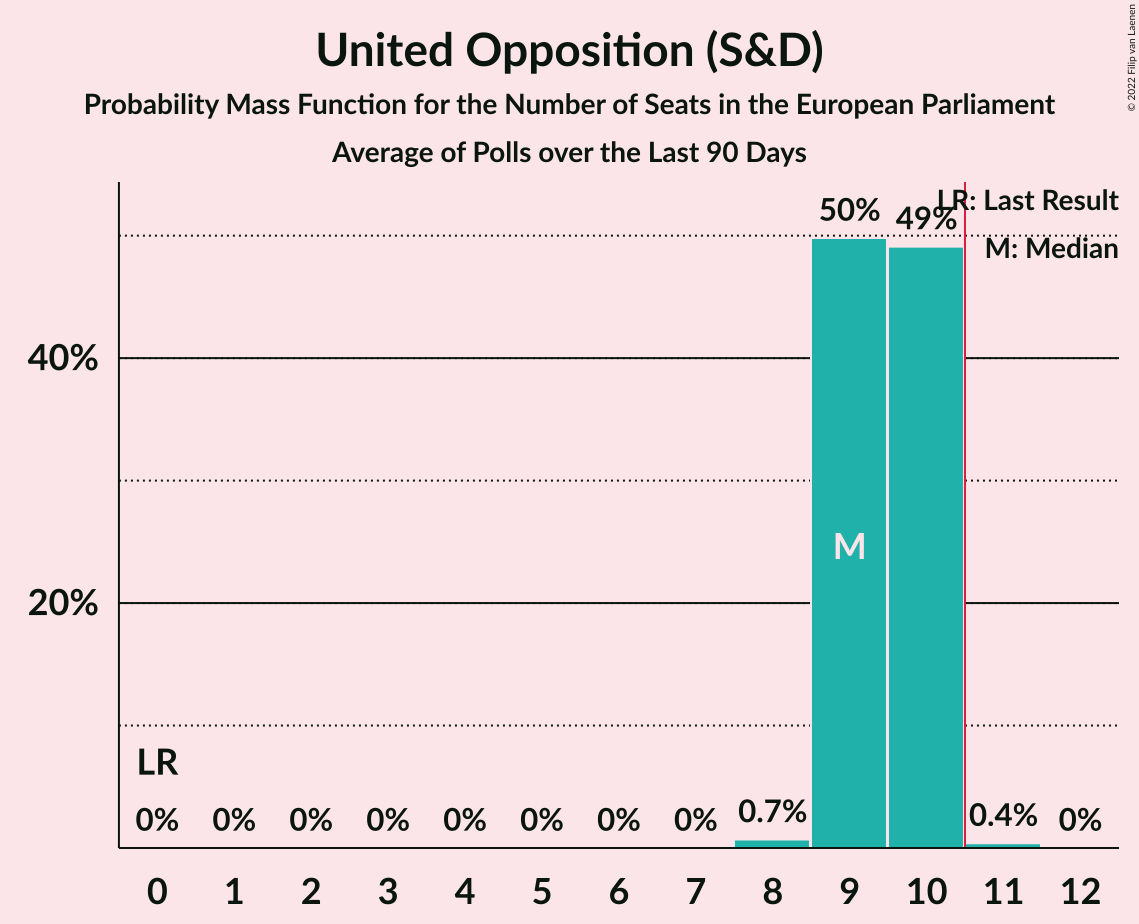 United Opposition (S&D)
Probability Mass Function for the Number of Seats in the European Parliament
Average of Polls over the Last 90 Days
© 2022 Filip van Laenen
LR: Last Result
M: Median
50%
49%
40%
20%
M
LR
0% 0% 0% 0% 0% 0% 0% 0% 0.7% 0.4% 0%
0 1 2 3 4 5 6 7 8 9 10 11 12